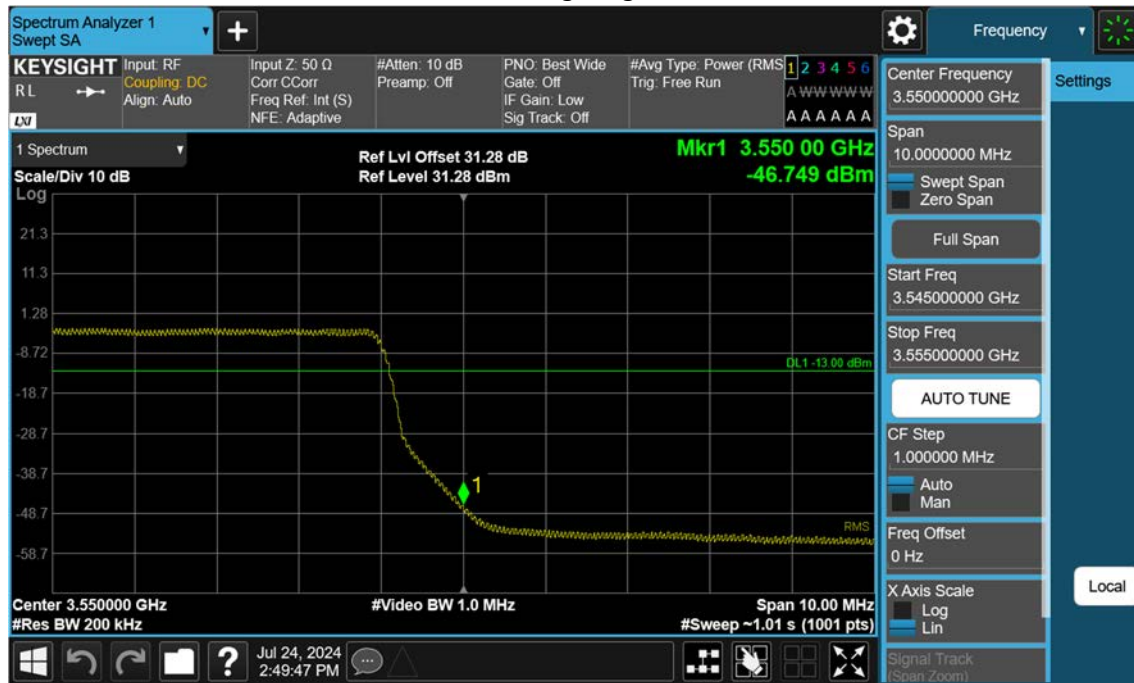 Spectrum Analyzer 1
Swept SA
+
Frequency
KEYSIGHT
RL
LXI
Input: RF
Coupling: DC
Align: Auto
Input Z: 50 Ω
Corr CCorr
Freq Ref: Int (S)
NFE: Adaptive
#Atten: 10 dB
Preamp: Off
PNO: Best Wide
Gate: Off
IF Gain: Low
Sig Track: Off
#Avg Type: Power (RMS
Trig: Free Run
1 2 3 4 5 6
A W W W W W
A A A A A A
1 Spectrum
Scale/Div 10 dB
Log
Ref Lvl Offset 31.28 dB
Ref Level 31.28 dBm
Mkr1 3.550 00 GHz
-46.749 dBm
21.3
11.3
1.28
-8.72
-18.7
-28.7
-38.7
-48.7
-58.7
DL1 -13.00 dBm
1
RMS
Center 3.550000 GHz
#Res BW 200 kHz
#Video BW 1.0 MHz
Span 10.00 MHz
#Sweep ~1.01 s (1001 pts)
Center Frequency
3.550000000 GHz
Span
10.0000000 MHz
Swept Span
Zero Span
Full Span
Start Freq
3.545000000 GHz
Stop Freq
3.555000000 GHz
AUTO TUNE
CF Step
1.000000 MHz
Auto
Man
Freq Offset
0 Hz
X Axis Scale
Log
Lin
Signal Track
(Span Zoom)
Settings
Local
?
Jul 24, 2024
2:49:47 PM